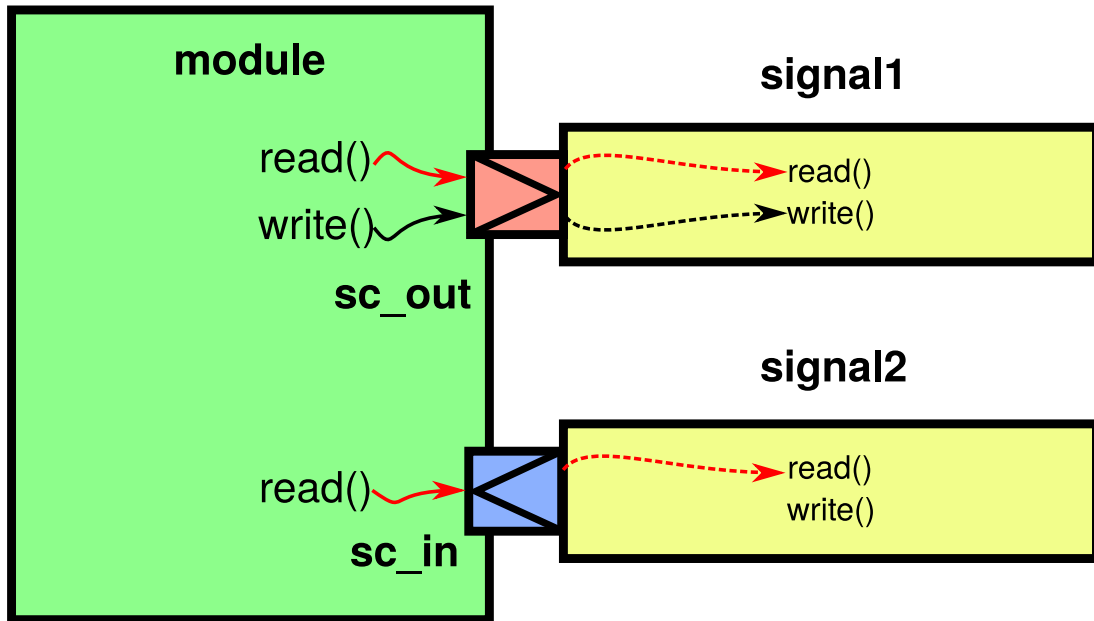 module
signal1
read()
read()
write()
write()
sc_out
signal2
read()
read()
write()
sc_in